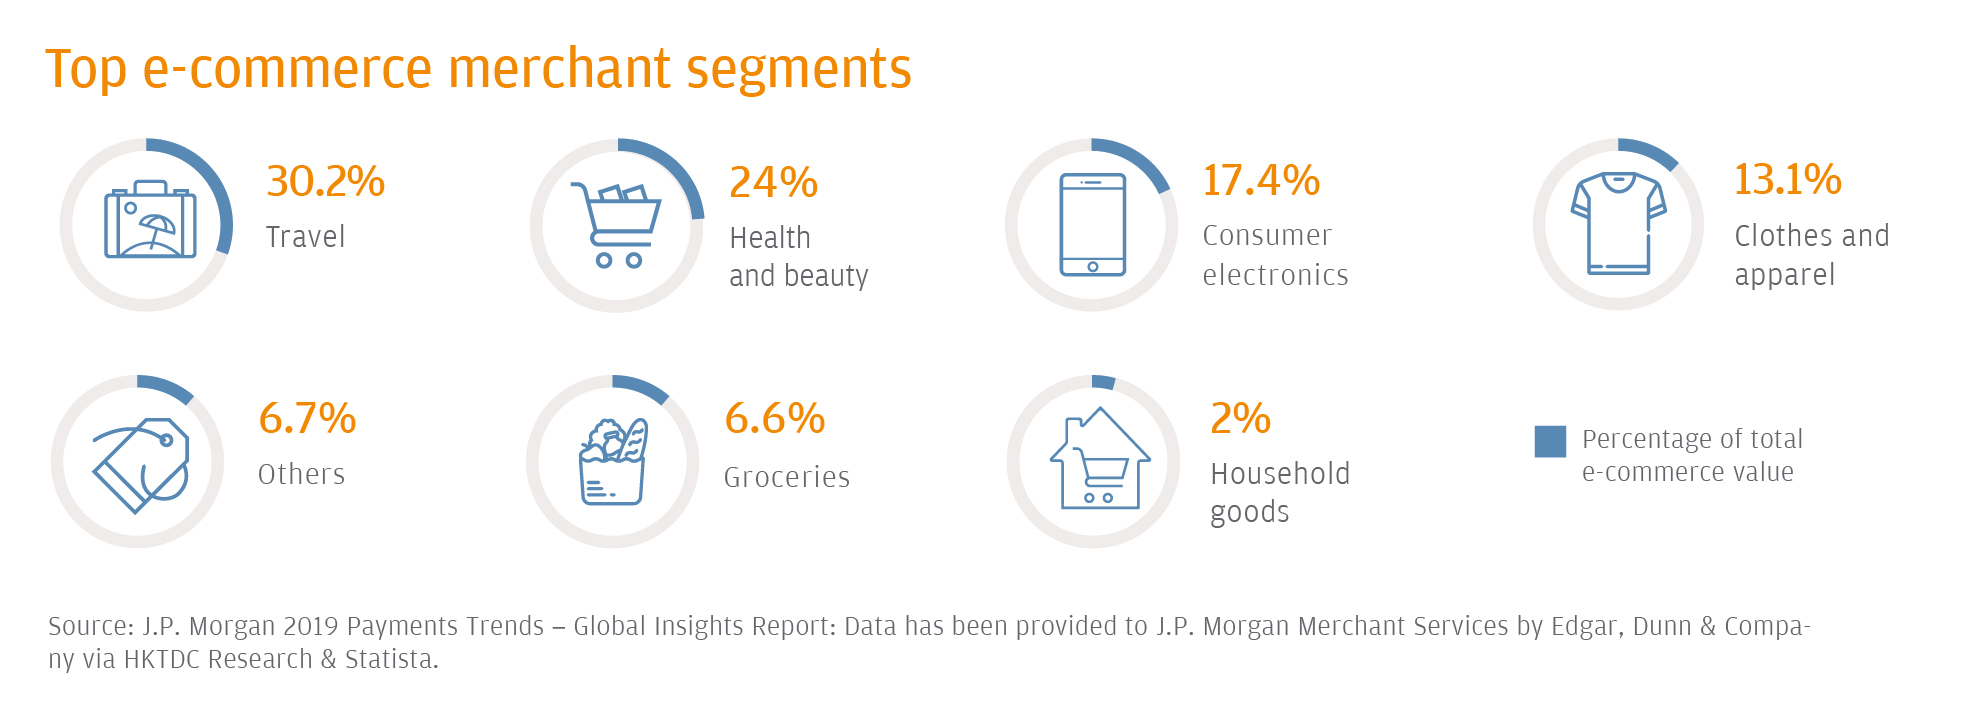 Top e-commerce merchant segments
30.2%
Travel
24%
Health
and beauty
17.4%
Consumer
electronics
13.1%
Clothes and
apparel
6.7%
Others
6.6%
Groceries
2%
Household
goods
Percentage of total
e-commerce value
Source: J.P. Morgan 2019 Payments Trends – Global Insights Report: Data has been provided to J.P. Morgan Merchant Services by Edgar, Dunn & Compa-
ny via HKTDC Research & Statista.